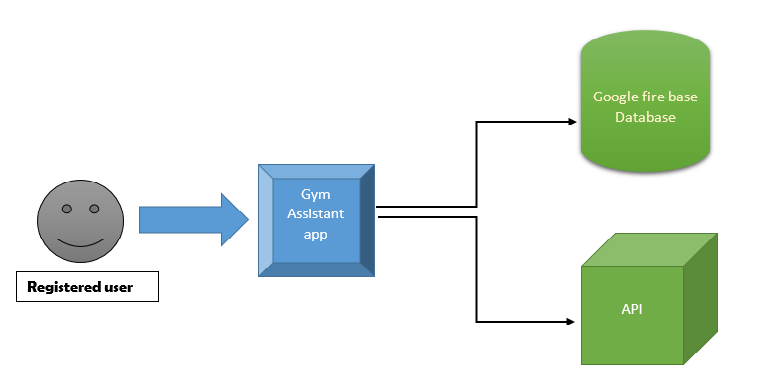 Google fire base
Database
Gym
Assistant
app
Registered user
API